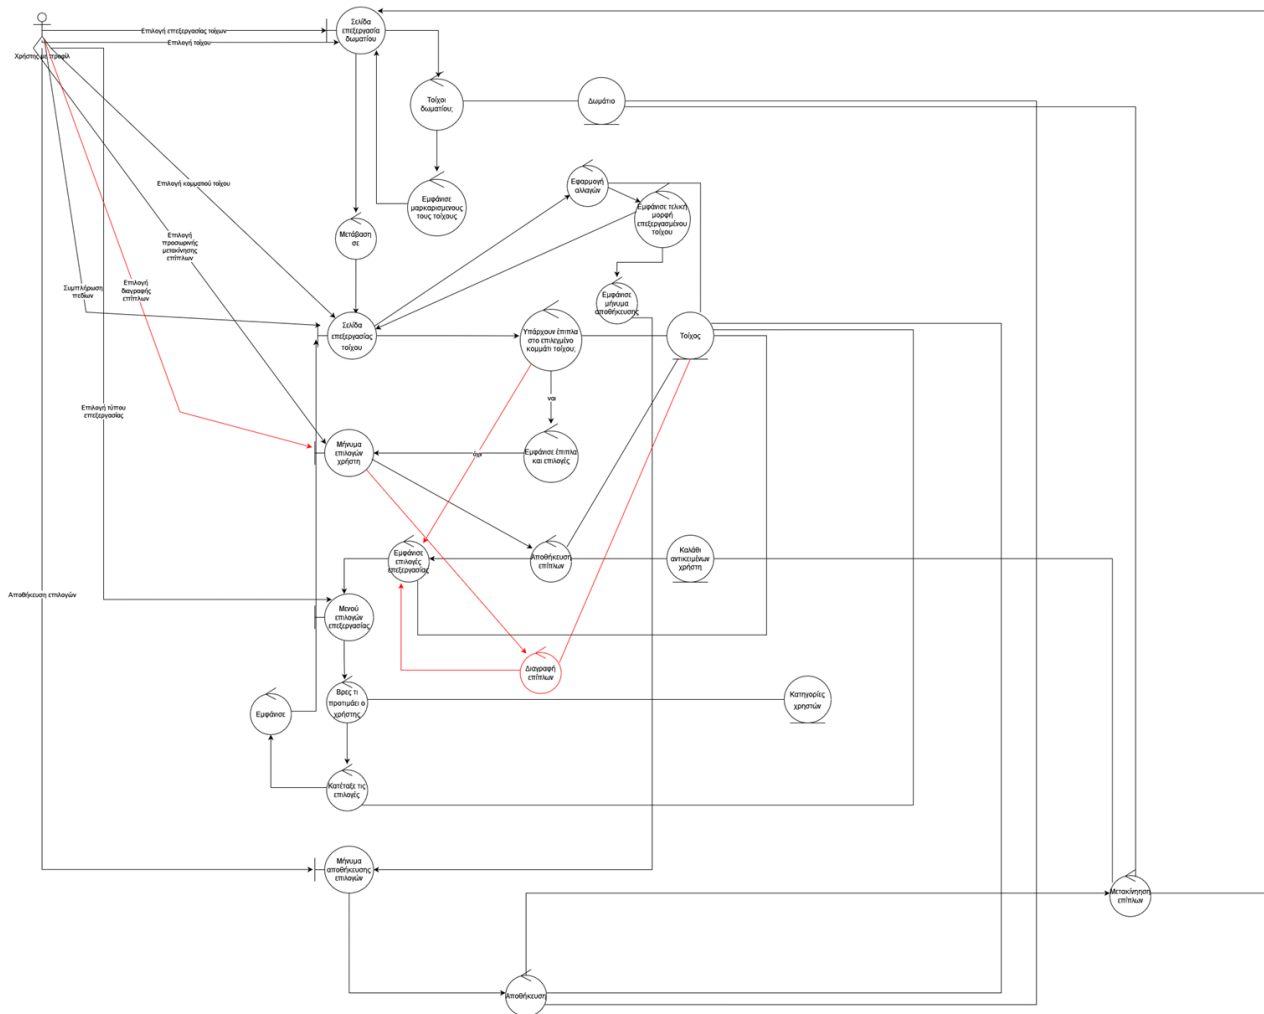 Επιλογή επεξεργασίας τοίχων
Επιλογή τοίχου
Χρήστης με προφίλ
Σελίδα
επεξεργασία
δωματίου
Τοίχοι
δωματίου;
Δωμάτιο
Επιλογή κομματιού τοίχου
Εφαρμογή
αλλαγών
Εμφάνισε
μαρκαρισμενους
τους τοίχους
Εμφάνισε τελική
μορφή
επεξεργασμένου
τοίχου
Μετάβαση
σε
Επιλογή
προσωρινής
μετακίνησης
επίπλων
Επιλογή
διαγραφής
επίπλων
Συμπλήρωση
πεδίων
Εμφάνισε
μήνυμα
αποθήκευσης
Σελίδα
επεξεργασίας
τοίχου
Υπάρχουν έπιπλα
στο επιλεγμένο
κομμάτι τοίχου;
Τοίχος
ναι
Επιλογή τύπου
επεξεργασίας
Μήνυμα
επιλογών
χρήστη
όχι
Εμφάνισε έπιπλα
και επιλογές
Εμφάνισε
επιλογές
επεξεργασίας
Αποθήκευση
επίπλων
Καλάθι
αντικειμένων
χρήστη
Αποθήκευση επιλογών
Μενού
επιλογών
επεξεργασίας
Διαγραφή
επίπλων
Βρες τι
προτιμάει ο
χρήστης
Κατηγορίες
χρηστών
Εμφάνισε
Κατέταξε τις
επιλογές
Μήνυμα
αποθήκευσης
επιλογών
Μετακίνηηση
επίπλων
Αποθήκευση